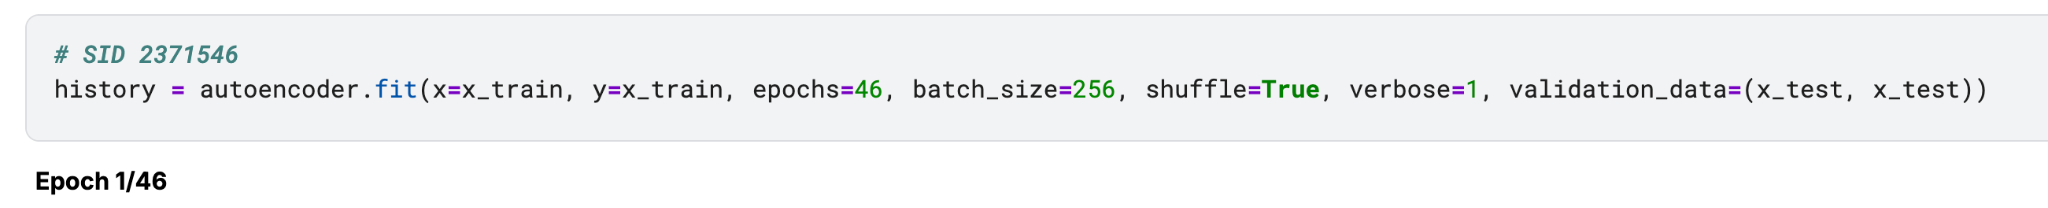 # SID 2371546
history = autoencoder.fit(x=x_train, y=x_train, epochs=46, batch_size=256, shuffle=True, verbose=1, validation_data=(x_test, x_test))
Epoch 1/46